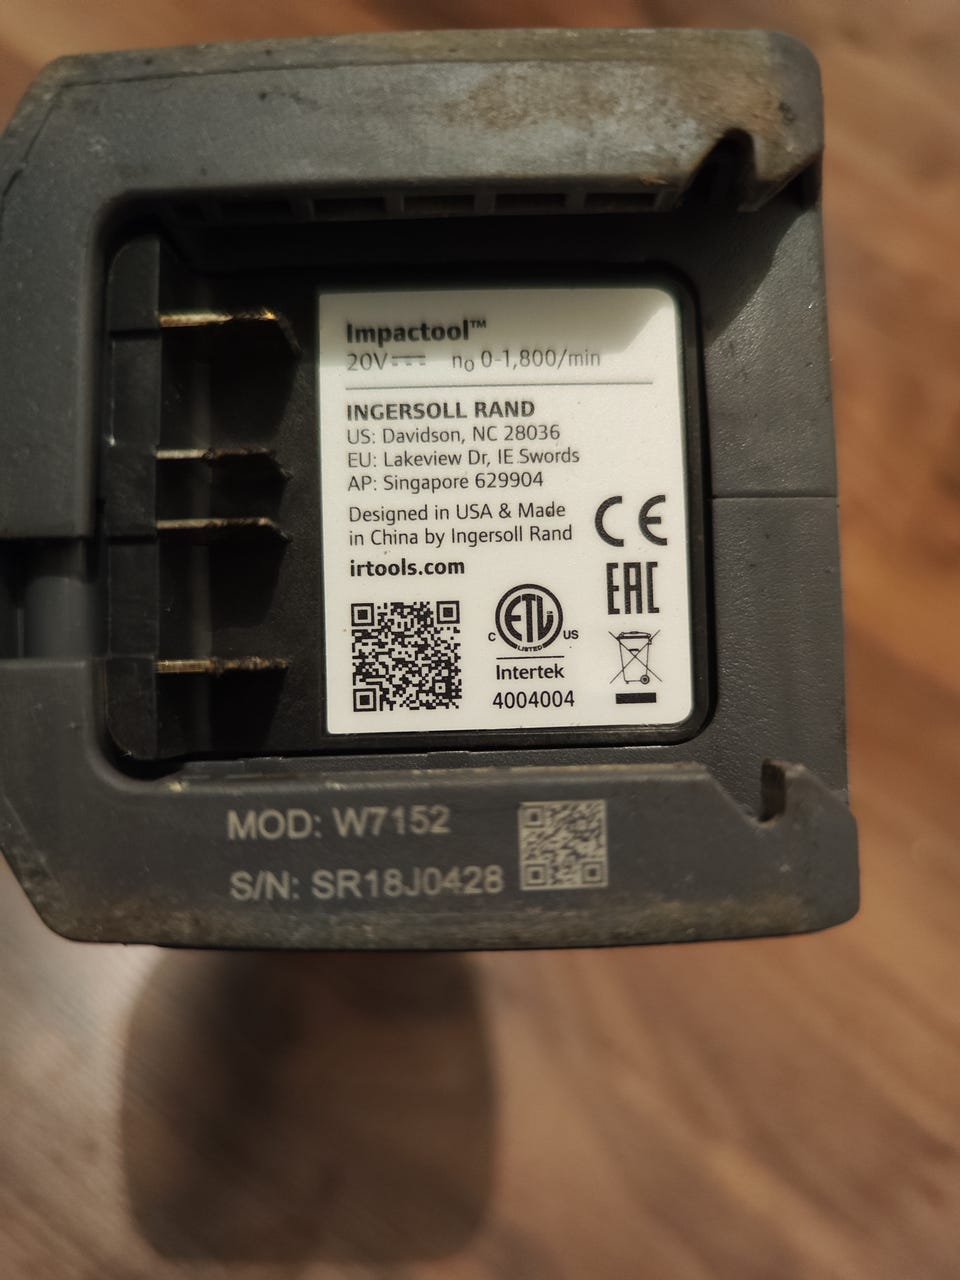 Impactool™
20V⎓ n₀ 0-1,800/min
INGERSOLL RAND
US: Davidson, NC 28036
EU: Lakeview Dr, IE Swords
AP: Singapore 629904
Designed in USA & Made
in China by Ingersoll Rand
irtools.com
CE
EAC
ETL
LISTED
C US
Intertek
4004004
MOD: W7152
S/N: SR18J0428